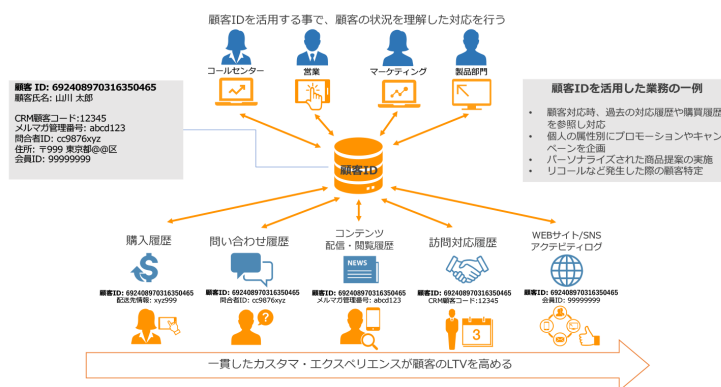 顧客IDを活用する事で、顧客の状況を理解した対応を行う
コールセンター
営業
マーケティング
製品部門
顧客 ID: 692408970316350465
顧客氏名: 山川 太郎
CRM顧客コード:12345
メルマガ管理番号: abcd123
問合者ID: cc9876xyz
住所: 〒999 東京都@@区
会員ID: 99999999
顧客ID
顧客IDを活用した業務の一例
• 顧客対応時、過去の対応履歴や購買履歴
を参照し対応
• 個人の属性別にプロモーションやキャン
ペーンを企画
• パーソナライズされた商品提案の実施
• リコールなど発生した際の顧客特定
購入履歴
顧客ID: 692408970316350465
配送先情報: xyz999
問い合わせ履歴
顧客ID: 692408970316350465
問合者ID: cc9876xyz
コンテンツ
配信・閲覧履歴
NEWS
顧客ID: 692408970316350465
メルマガ管理番号: abcd123
訪問対応履歴
顧客ID: 692408970316350465
CRM顧客コード:12345
3
WEBサイト/SNS
アクテビティログ
顧客ID: 692408970316350465
会員ID: 99999999
一貫したカスタマ・エクスペリエンスが顧客のLTVを高める